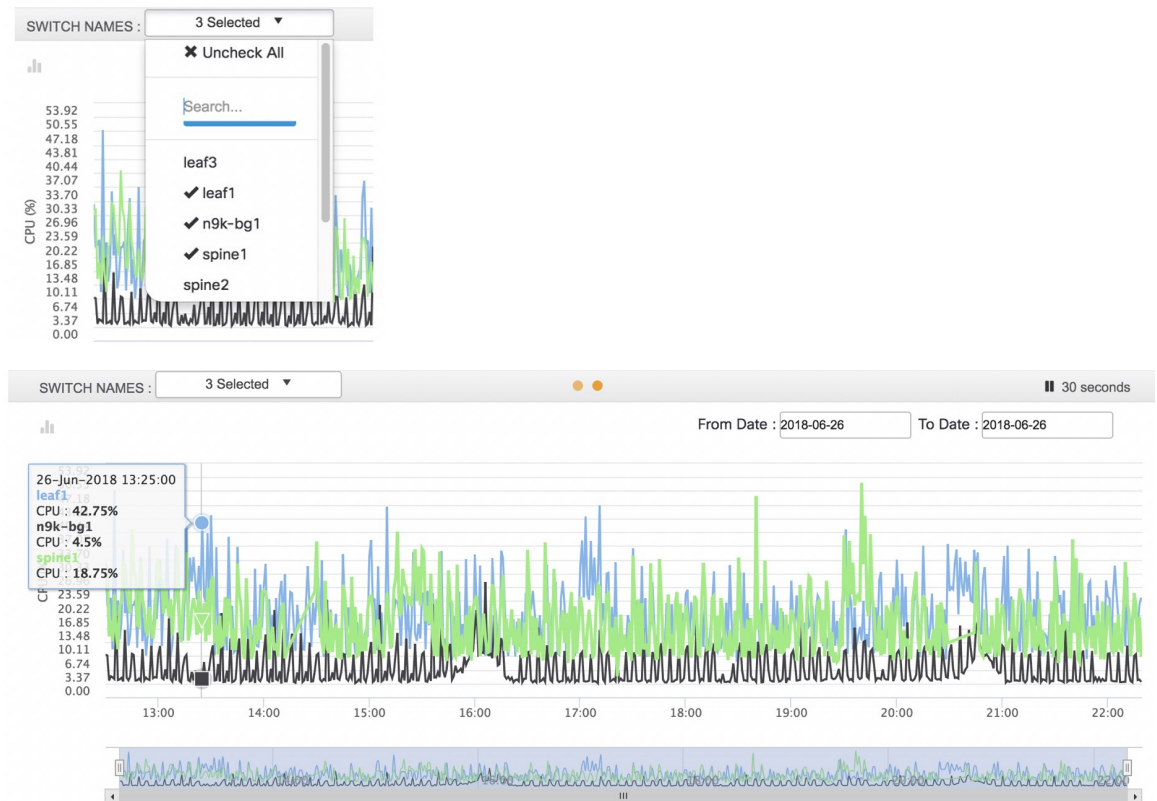 SWITCH NAMES : 3 Selected ▼
✖ Uncheck All
Search...
leaf3
✔ leaf1
✔ n9k-bg1
✔ spine1
spine2
CPU (%)
53.92
50.55
47.18
43.81
40.44
37.07
33.70
30.33
26.96
23.59
20.22
16.85
13.48
10.11
6.74
3.37
0.00
SWITCH NAMES : 3 Selected ▼
30 seconds
From Date : 2018-06-26 To Date : 2018-06-26
26-Jun-2018 13:25:00
leaf1
CPU : 42.75%
n9k-bg1
CPU : 4.5%
spine1
CPU : 18.75%
53.92
23.59
20.22
16.85
13.48
10.11
6.74
3.37
0.00
13:00 14:00 15:00 16:00 17:00 18:00 19:00 20:00 21:00 22:00